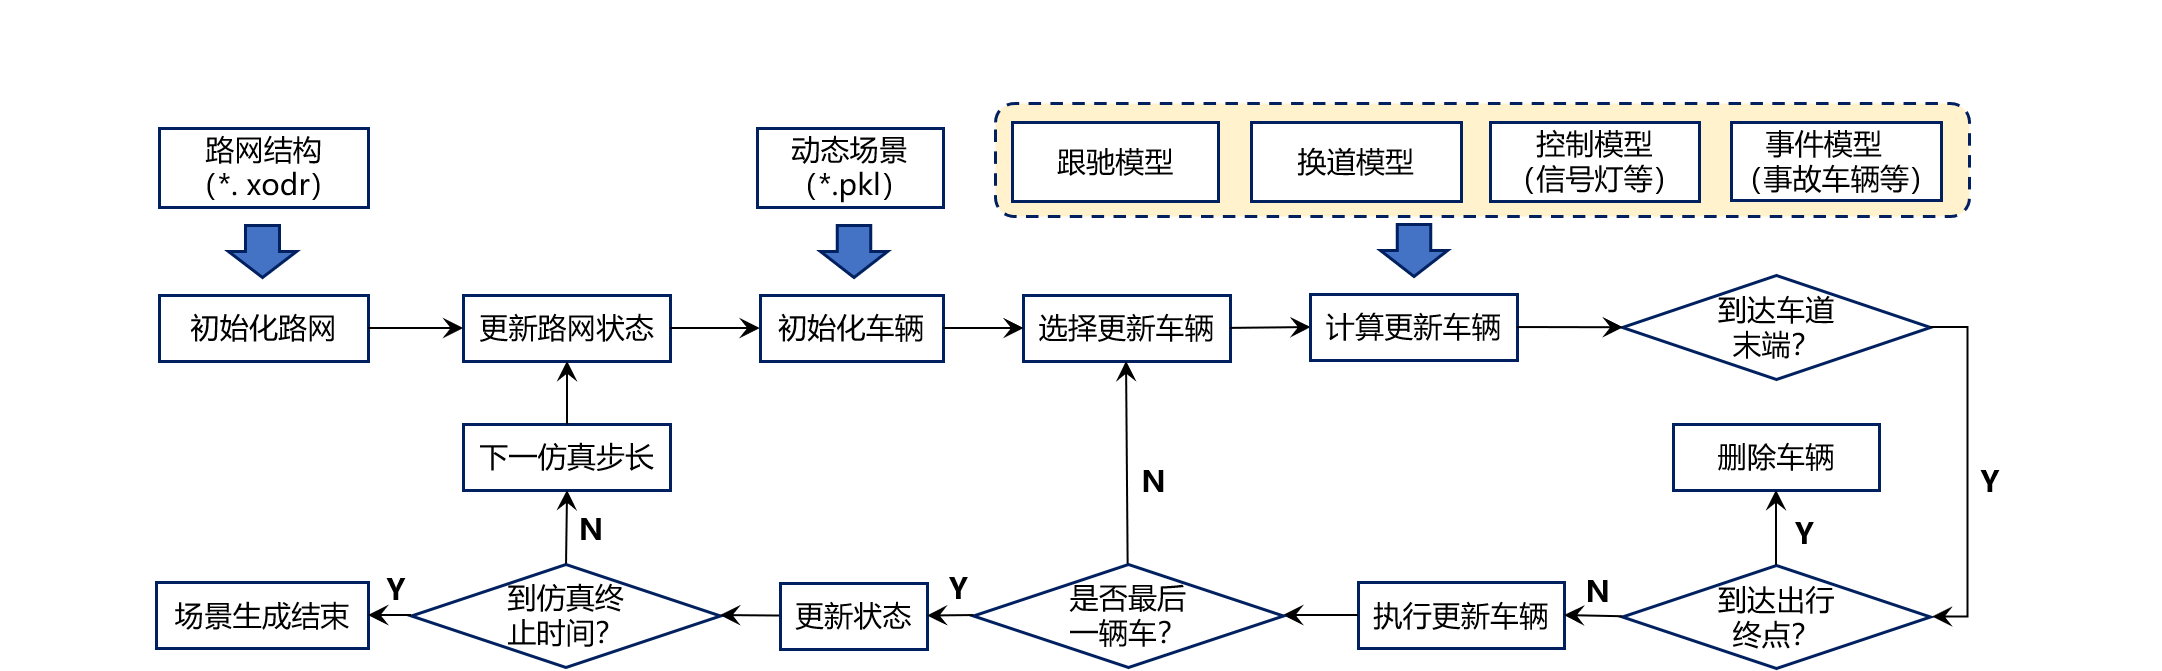 路网结构
（*. xodr）
动态场景
（*.pkl）
跟驰模型
换道模型
控制模型
（信号灯等）
事件模型
（事故车辆等）
初始化路网
更新路网状态
初始化车辆
选择更新车辆
计算更新车辆
到达车道
末端？
下一仿真步长
删除车辆
N
Y
N
Y
场景生成结束
Y
到仿真终
止时间？
更新状态
Y
是否最后
一辆车？
执行更新车辆
N
到达出行
终点？